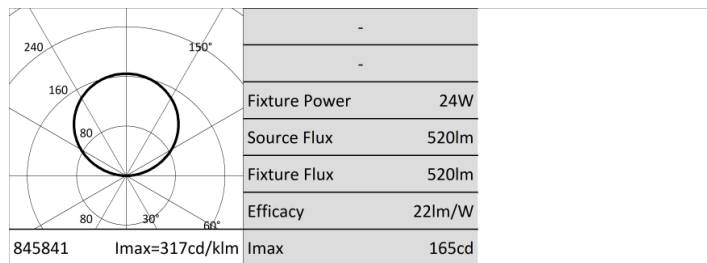 240
150°
160
80
80
30°
60°
845841 Imax=317cd/klm
-
-
Fixture Power 24W
Source Flux 520lm
Fixture Flux 520lm
Efficacy 22lm/W
Imax 165cd